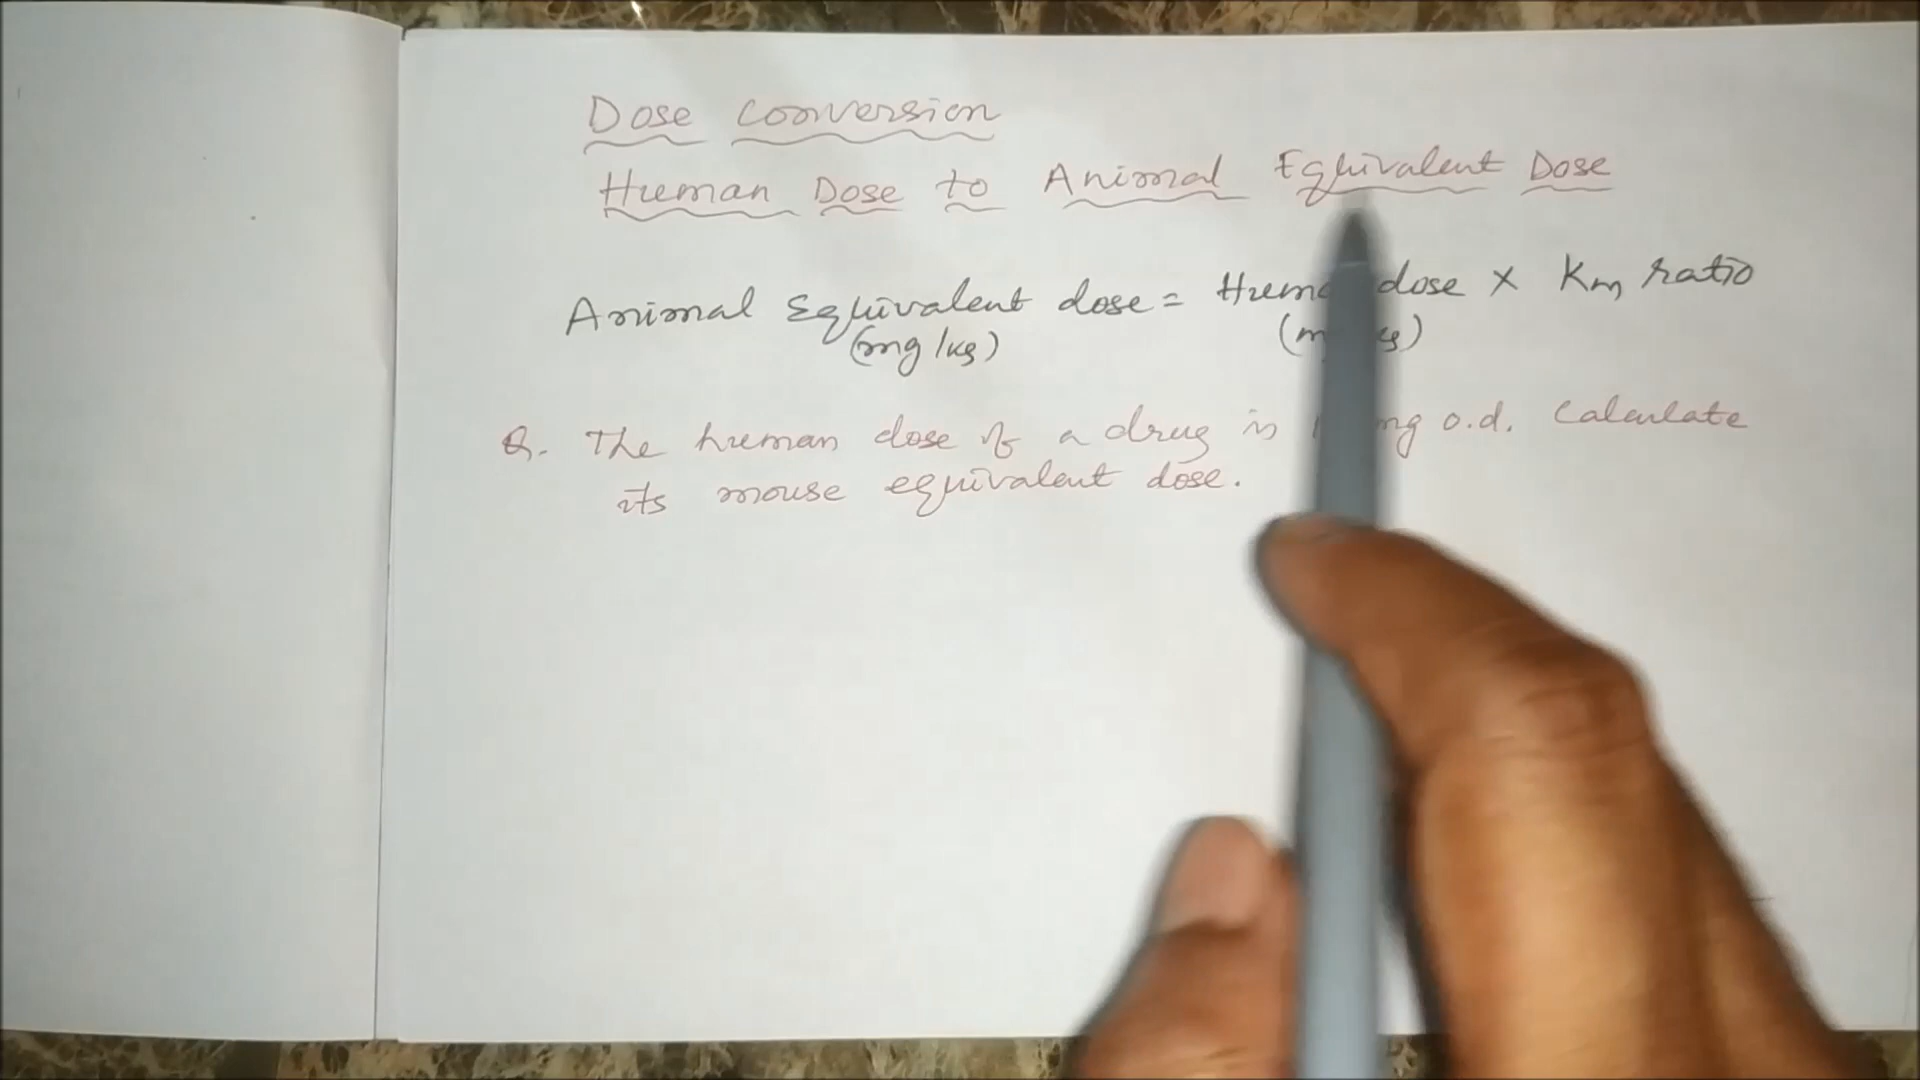 Dose Conversion
Human Dose to Animal Equivalent Dose
Animal Equivalent dose = dose X Km ratio
(mg/kg)
Q. The human dose of a drug is mg o.d. Calculate
its mouse equivalent dose.